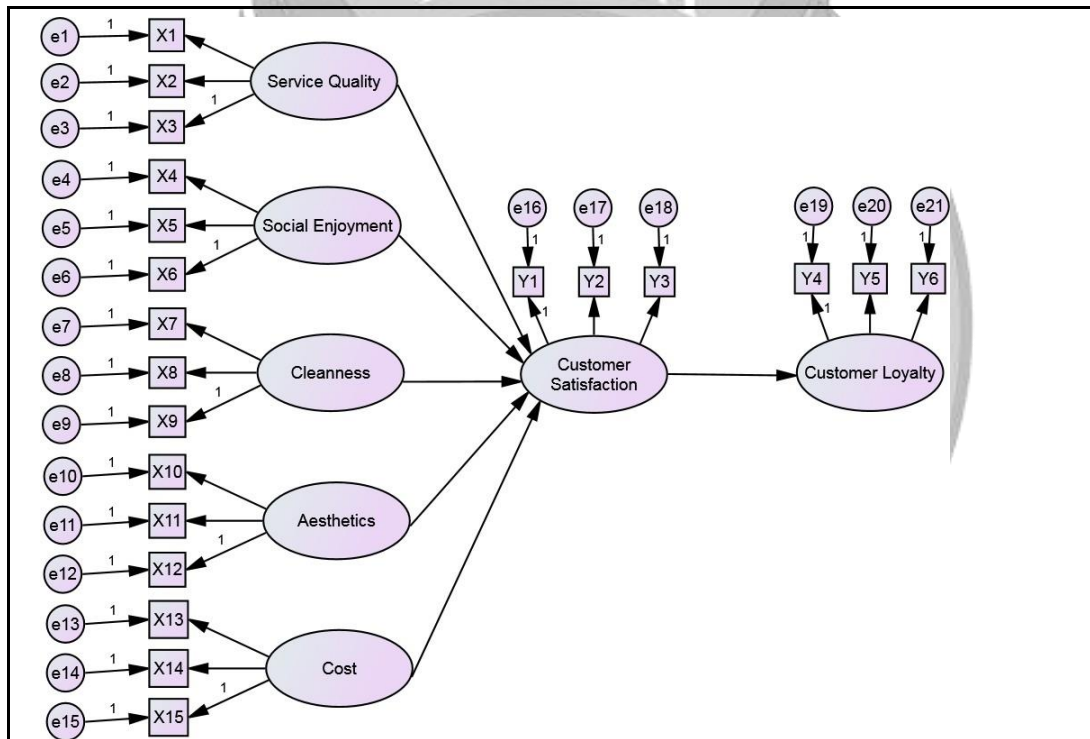 e1 1 X1
e2 1 X2
e3 1 X3 1
Service Quality
e4 1 X4
e5 1 X5
e6 1 X6 1
Social Enjoyment
e7 1 X7
e8 1 X8
e9 1 X9 1
Cleanness
e10 1 X10
e11 1 X11
e12 1 X12 1
Aesthetics
e13 1 X13
e14 1 X14
e15 1 X15 1
Cost
e16 e17 e18
1 1 1
Y1 Y2 Y3
1
Customer
Satisfaction
e19 e20 e21
1 1 1
Y4 Y5 Y6
1
Customer Loyalty